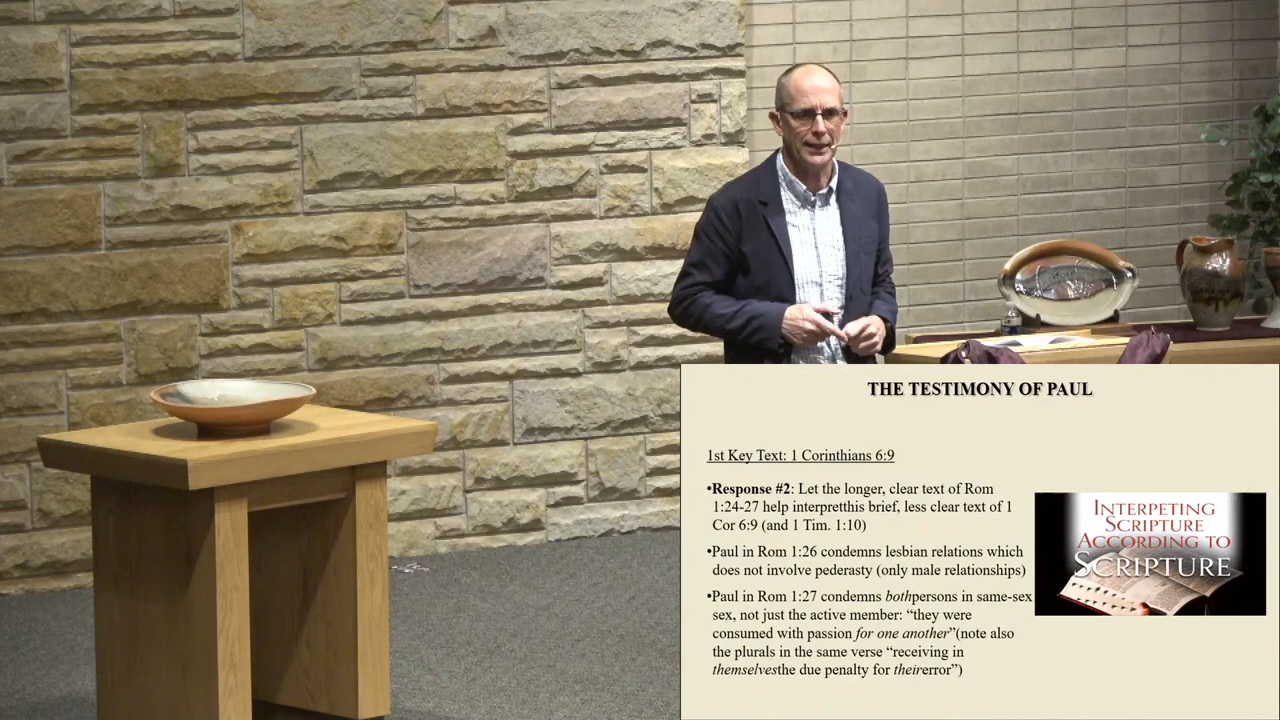 THE TESTIMONY OF PAUL
1st Key Text: 1 Corinthians 6:9
•Response #2: Let the longer, clear text of Rom
1:24-27 help interpretthis brief, less clear text of 1
Cor 6:9 (and 1 Tim. 1:10)
•Paul in Rom 1:26 condemns lesbian relations which
does not involve pederasty (only male relationships)
•Paul in Rom 1:27 condemns bothpersons in same-sex
sex, not just the active member: “they were
consumed with passion for one another”(note also
the plurals in the same verse “receiving in
themselvesthe due penalty for theirerror”)
INTERPETING
SCRIPTURE
ACCORDING TO
SCRIPTURE